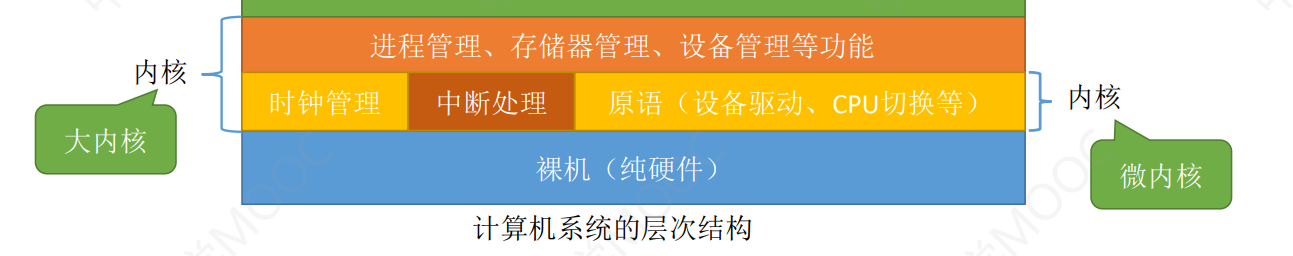 进程管理、存储器管理、设备管理等功能
内核
大内核
时钟管理
中断处理
原语（设备驱动、CPU切换等）
内核
微内核
裸机（纯硬件）
计算机系统的层次结构